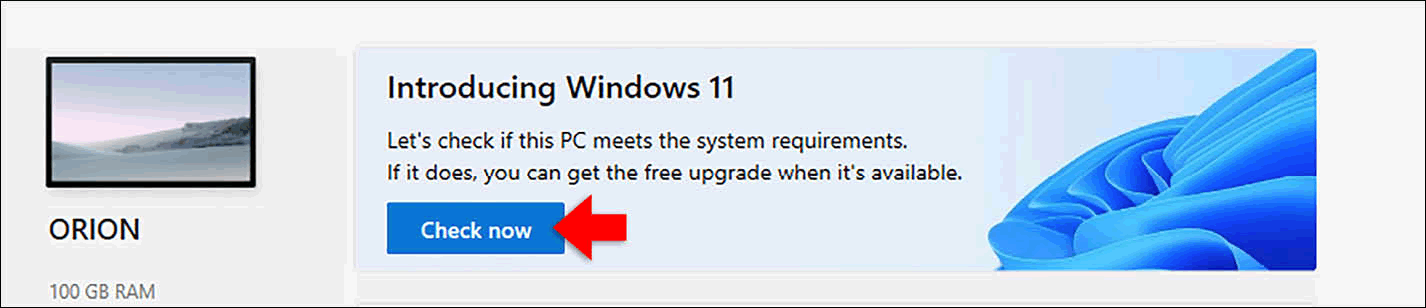 Introducing Windows 11
Let's check if this PC meets the system requirements.
If it does, you can get the free upgrade when it's available.
Check now
ORION
100 GB RAM